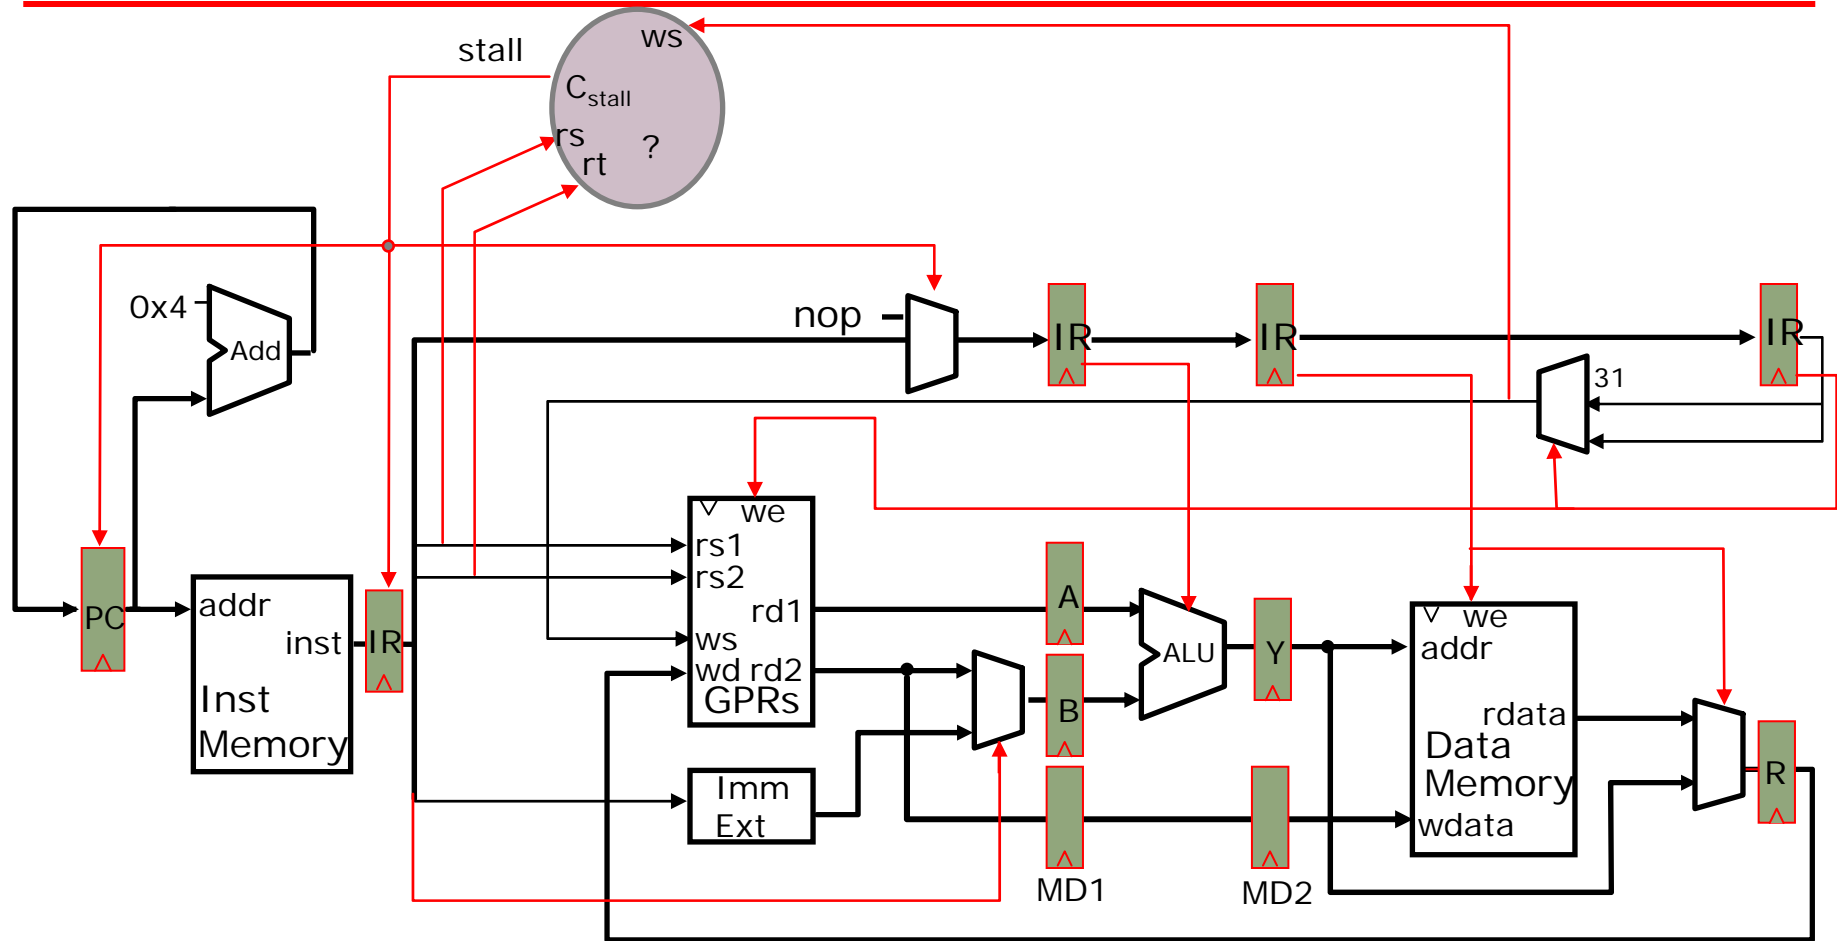 ws
stall
C_stall
rs
?
rt
0x4
Add
nop
IR
IR
IR
31
we
rs1
rs2
rd1
ws
wd rd2
GPRs
PC
addr
inst
Inst
Memory
IR
A
B
ALU
Y
we
addr
rdata
Data
Memory
wdata
R
Imm
Ext
MD1
MD2